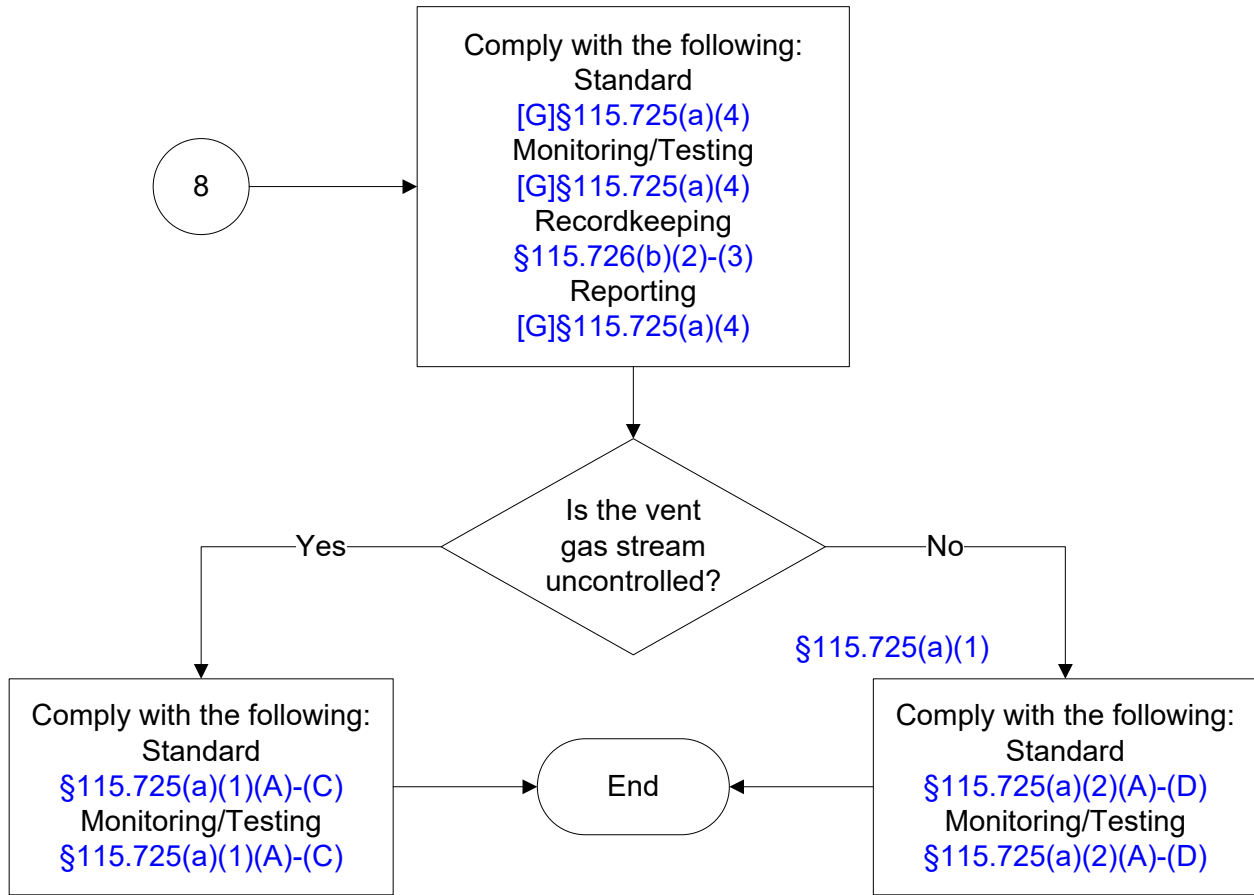 Comply with the following:
Standard
[G]§115.725(a)(4)
Monitoring/Testing
[G]§115.725(a)(4)
Recordkeeping
§115.726(b)(2)-(3)
Reporting
[G]§115.725(a)(4)
8
Is the vent
gas stream
uncontrolled?
Yes
No
§115.725(a)(1)
Comply with the following:
Standard
§115.725(a)(1)(A)-(C)
Monitoring/Testing
§115.725(a)(1)(A)-(C)
End
Comply with the following:
Standard
§115.725(a)(2)(A)-(D)
Monitoring/Testing
§115.725(a)(2)(A)-(D)